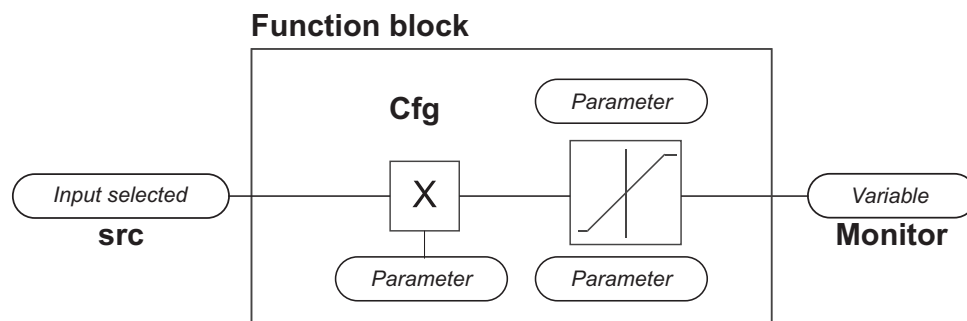 Function block
Cfg
Parameter
Input selected
X
Variable
src
Monitor
Parameter
Parameter